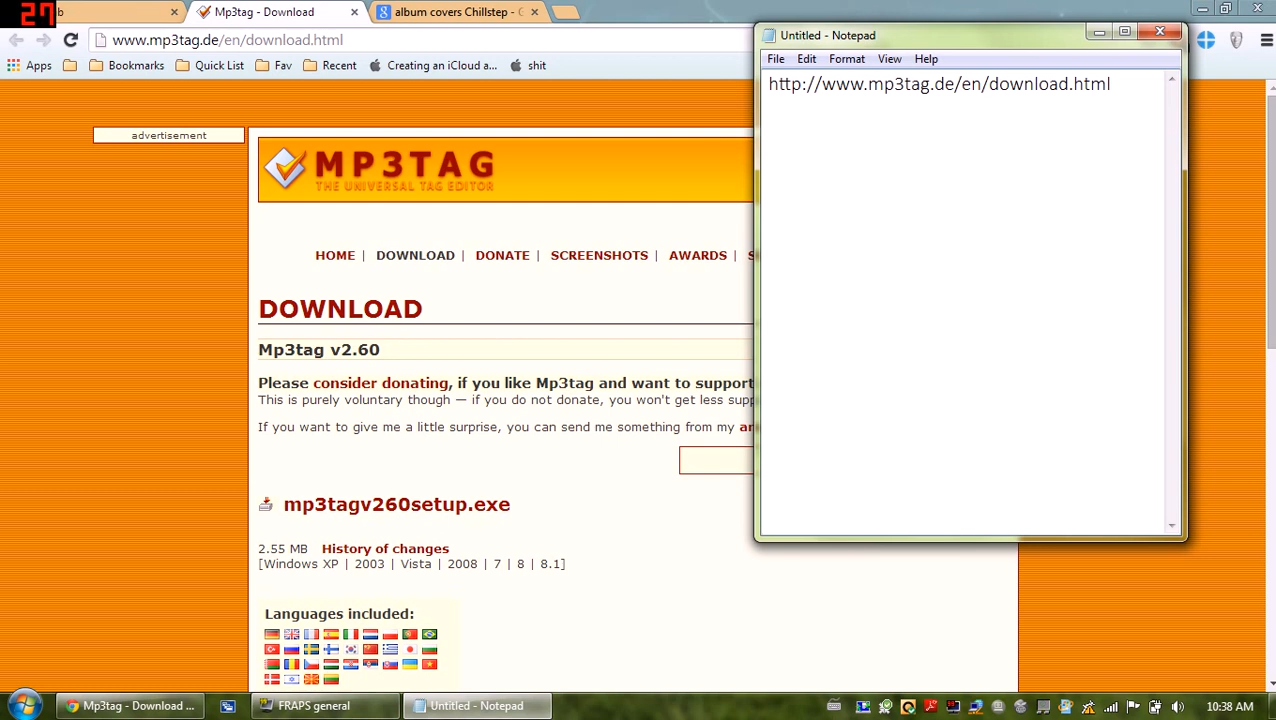 27
b
Mp3tag - Download
album covers Chillstep - G
www.mp3tag.de/en/download.html
Apps
Bookmarks
Quick List
Fav
Recent
Creating an iCloud a...
shit
Untitled - Notepad
File Edit Format View Help
http://www.mp3tag.de/en/download.html
advertisement
MP3TAG
THE UNIVERSAL TAG EDITOR
HOME | DOWNLOAD | DONATE | SCREENSHOTS | AWARDS | S
DOWNLOAD
Mp3tag v2.60
Please consider donating, if you like Mp3tag and want to support
This is purely voluntary though — if you do not donate, you won't get less supp
If you want to give me a little surprise, you can send me something from my a
mp3tagv260setup.exe
2.55 MB History of changes
[Windows XP | 2003 | Vista | 2008 | 7 | 8 | 8.1]
Languages included:
Mp3tag - Download ...
FRAPS general
Untitled - Notepad
10:38 AM